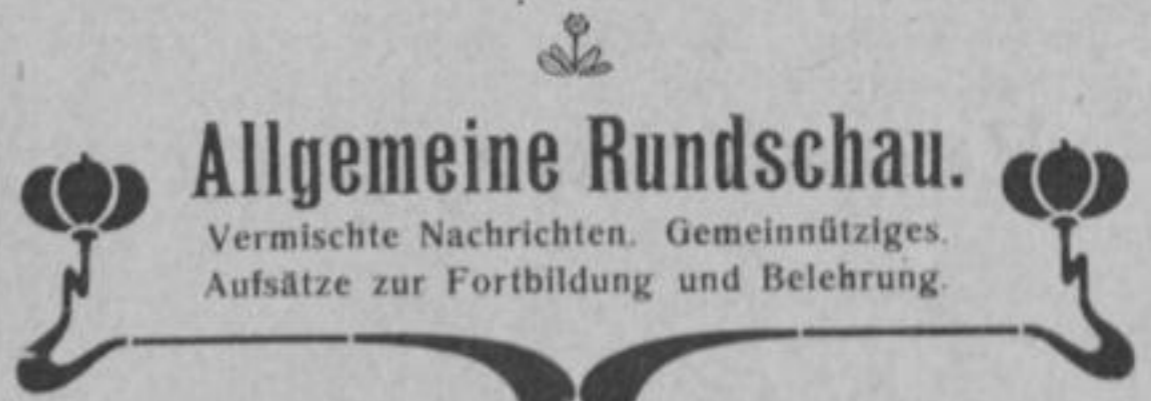 Allgemeine Rundschau.
Vermischte Nachrichten. Gemeinnütziges.
Aufsätze zur Fortbildung und Belehrung.